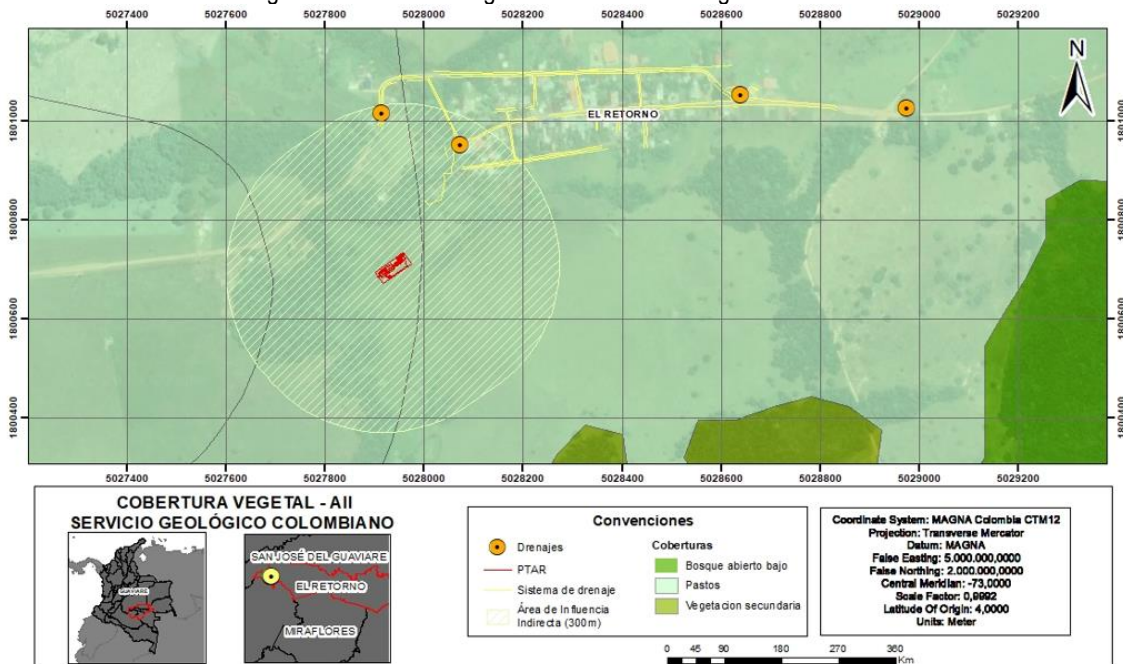 5027400 5027600 5027800 5028000 5028200 5028400 5028600 5028800 5029000 5029200
N
1801000 EL RETORNO 1801000
1800800 1800800
1800600 1800600
1800400 1800400
5027400 5027600 5027800 5028000 5028200 5028400 5028600 5028800 5029000 5029200
COBERTURA VEGETAL - AII
SERVICIO GEOLÓGICO COLOMBIANO
GUAVIARE
SAN JOSÉ DEL GUAVIARE
EL RETORNO
MIRAFLORES
Convenciones
Drenajes
PTAR
Sistema de drenaje
Área de Influencia
Indirecta (300m)
Coberturas
Bosque abierto bajo
Pastos
Vegetacion secundaria
Coordinate System: MAGNA Colombia CTM12
Projection: Transverse Mercator
Datum: MAGNA
False Easting: 5.000.000,0000
False Northing: 2.000.000,0000
Central Meridian: -73,0000
Scale Factor: 0,9992
Latitude Of Origin: 4,0000
Units: Meter
0 45 90 180 270 360
Km